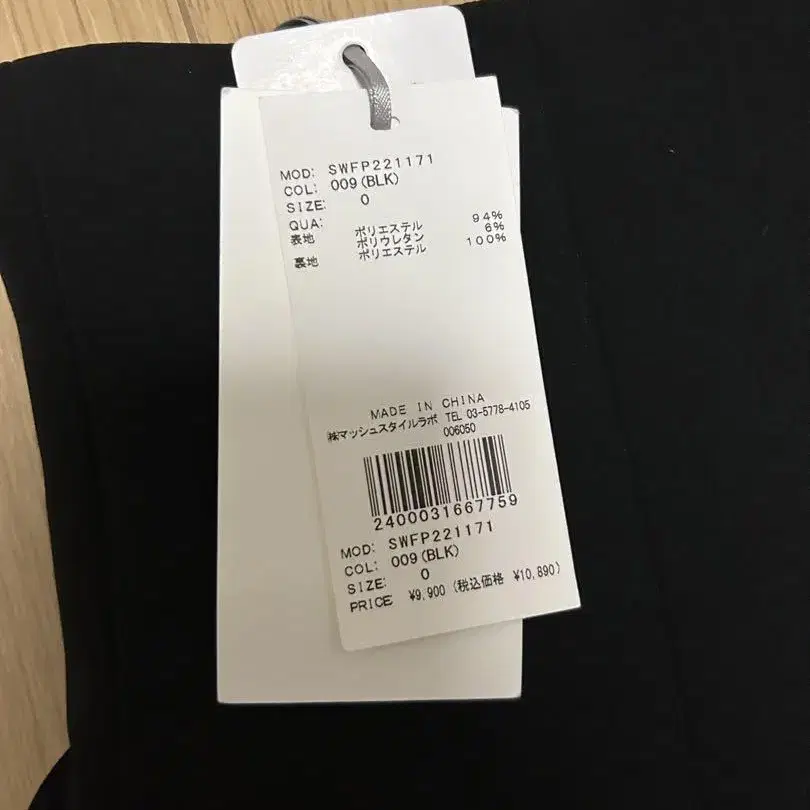 MOD: SWFP221171
COL: 009(BLK)
SIZE: 0
QUA:
表地 ポリエステル 94%
ポリウレタン 6%
裏地 ポリエステル 100%
MADE IN CHINA
㈱マッシュスタイルラボ TEL 03-5778-4105
006050
2400031667759
MOD: SWFP221171
COL: 009(BLK)
SIZE: 0
PRICE ¥9,900 (税込価格 ¥10,890)